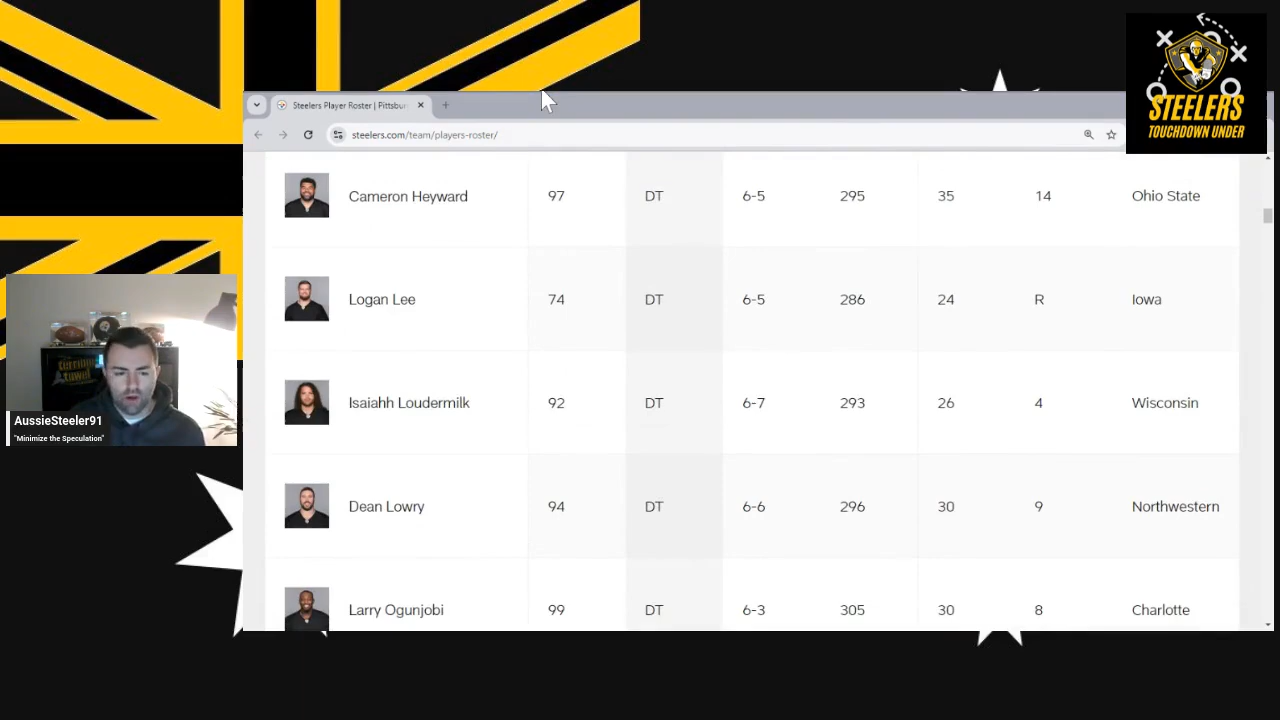 STEELERS
TOUCHDOWN UNDER
Steelers Player Roster | Pittsbur
steelers.com/team/players-roster/
Cameron Heyward 97 DT 6-5 295 35 14 Ohio State
Logan Lee 74 DT 6-5 286 24 R Iowa
Isaiahh Loudermilk 92 DT 6-7 293 26 4 Wisconsin
Dean Lowry 94 DT 6-6 296 30 9 Northwestern
Larry Ogunjobi 99 DT 6-3 305 30 8 Charlotte
AussieSteeler91
"Minimize the Speculation"